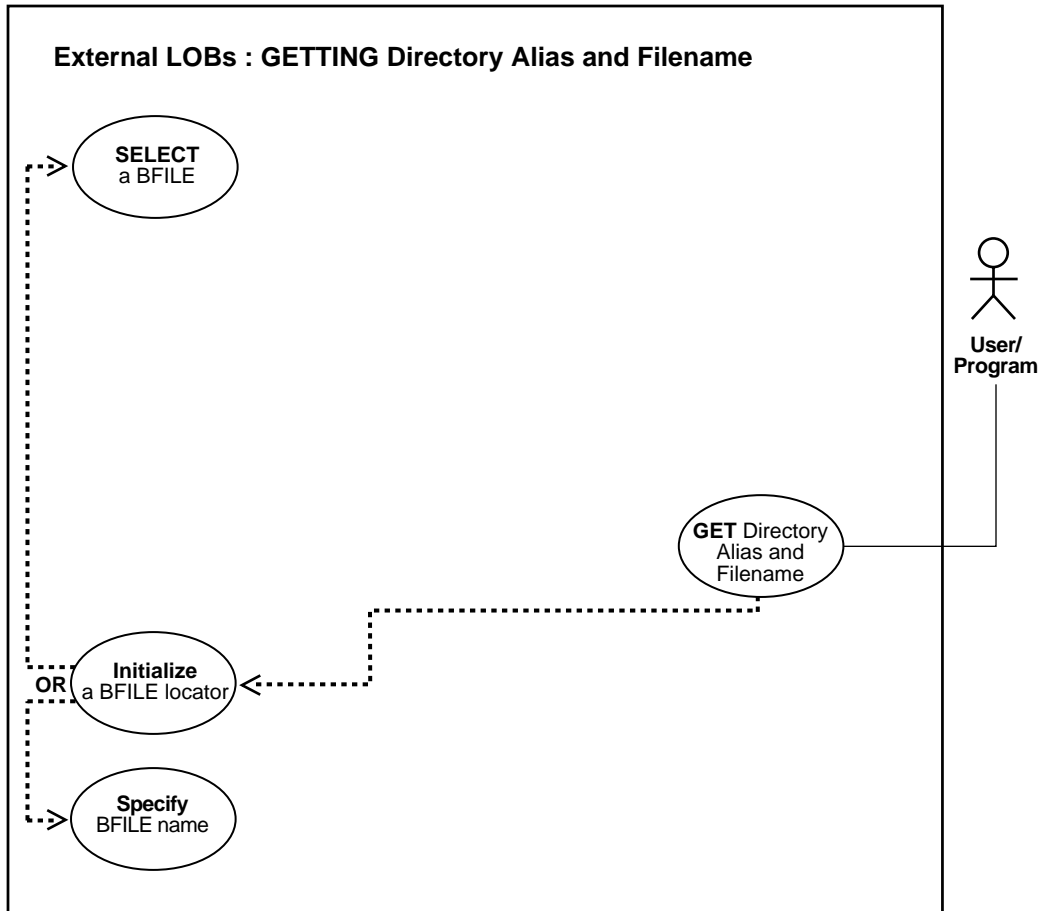 External LOBs : GETTING Directory Alias and Filename
SELECT
a BFILE
User/
Program
GET Directory
Alias and
Filename
OR
Initialize
a BFILE locator
Specify
BFILE name